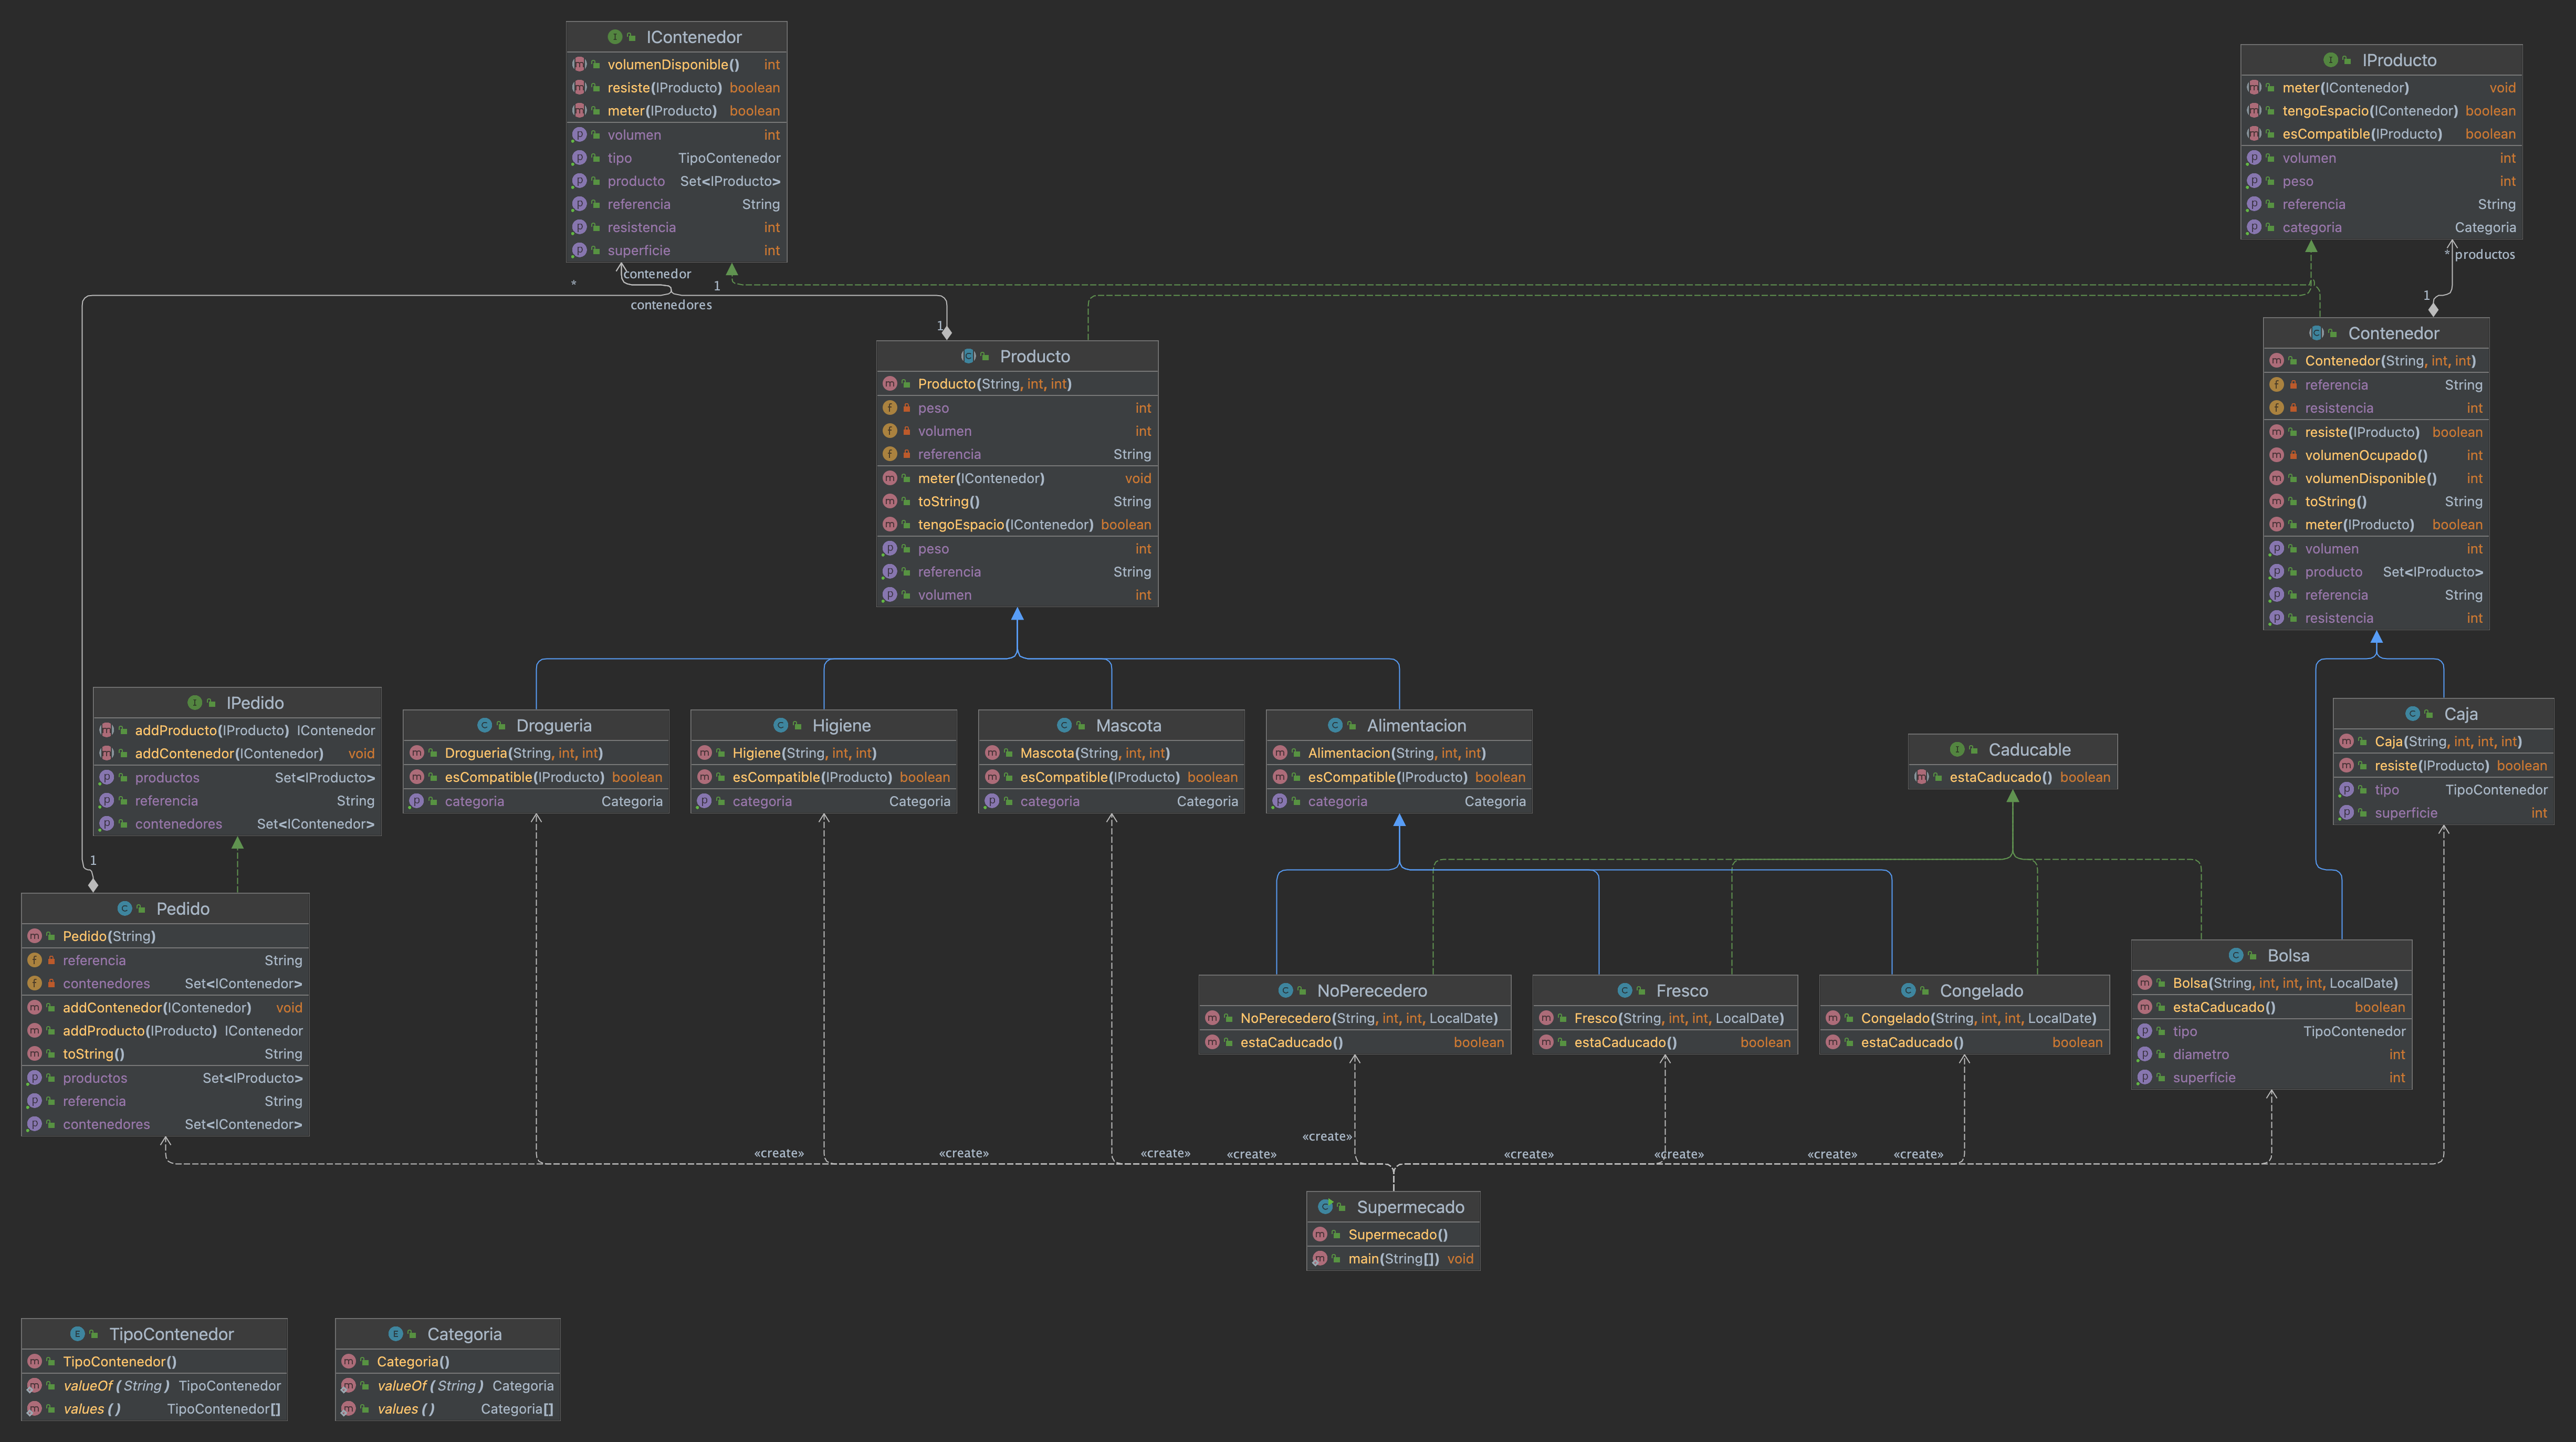 IContenedor
volumenDisponible() int
resiste(IProducto) boolean
meter(IProducto) boolean
volumen int
tipo TipoContenedor
producto Set<IProducto>
referencia String
resistencia int
superficie int
IProducto
meter(IContenedor) void
tengoEspacio(IContenedor) boolean
esCompatible(IProducto) boolean
volumen int
peso int
referencia String
categoria Categoria
contenedor
*
1
contenedores
1
* productos
1
Producto
Producto(String, int, int)
peso int
volumen int
referencia String
meter(IContenedor) void
toString() String
tengoEspacio(IContenedor) boolean
peso int
referencia String
volumen int
Contenedor
Contenedor(String, int, int)
referencia String
resistencia int
resiste(IProducto) boolean
volumenOcupado() int
volumenDisponible() int
toString() String
meter(IProducto) boolean
volumen int
producto Set<IProducto>
referencia String
resistencia int
IPedido
addProducto(IProducto) IContenedor
addContenedor(IContenedor) void
productos Set<IProducto>
referencia String
contenedores Set<IContenedor>
Drogueria
Drogueria(String, int, int)
esCompatible(IProducto) boolean
categoria Categoria
Higiene
Higiene(String, int, int)
esCompatible(IProducto) boolean
categoria Categoria
Mascota
Mascota(String, int, int)
esCompatible(IProducto) boolean
categoria Categoria
Alimentacion
Alimentacion(String, int, int)
esCompatible(IProducto) boolean
categoria Categoria
Caducable
estaCaducado() boolean
Caja
Caja(String, int, int, int)
resiste(IProducto) boolean
tipo TipoContenedor
superficie int
1
Pedido
Pedido(String)
referencia String
contenedores Set<IContenedor>
addContenedor(IContenedor) void
addProducto(IProducto) IContenedor
toString() String
productos Set<IProducto>
referencia String
contenedores Set<IContenedor>
NoPerecedero
NoPerecedero(String, int, int, LocalDate)
estaCaducado() boolean
Fresco
Fresco(String, int, int, LocalDate)
estaCaducado() boolean
Congelado
Congelado(String, int, int, LocalDate)
estaCaducado() boolean
Bolsa
Bolsa(String, int, int, int, LocalDate)
estaCaducado() boolean
tipo TipoContenedor
diametro int
superficie int
«create»
«create»
«create»
«create»
«create»
«create»
«create»
«create»
«create»
Supermecado
Supermecado()
main(String[]) void
TipoContenedor
TipoContenedor()
valueOf(String) TipoContenedor
values() TipoContenedor[]
Categoria
Categoria()
valueOf(String) Categoria
values() Categoria[]